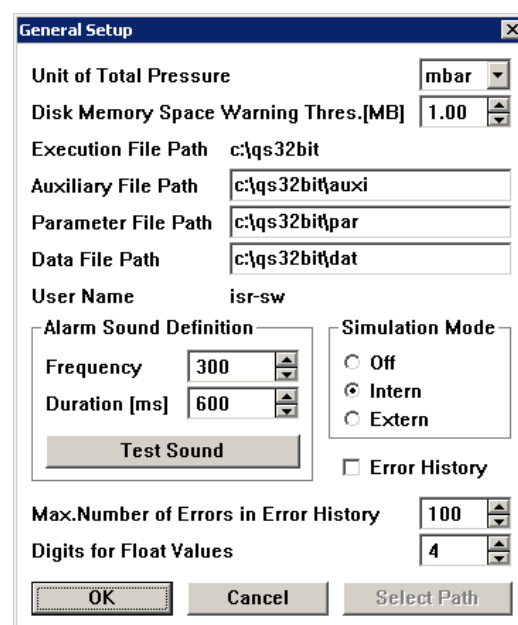 General Setup
Unit of Total Pressure mbar
Disk Memory Space Warning Thres.[MB] 1.00
Execution File Path c:\qs32bit
Auxiliary File Path c:\qs32bit\auxi
Parameter File Path c:\qs32bit\par
Data File Path c:\qs32bit\dat
User Name isr-sw
Alarm Sound Definition
Frequency 300
Duration [ms] 600
Test Sound
Simulation Mode
Off
Intern
Extern
Error History
Max.Number of Errors in Error History 100
Digits for Float Values 4
OK Cancel Select Path